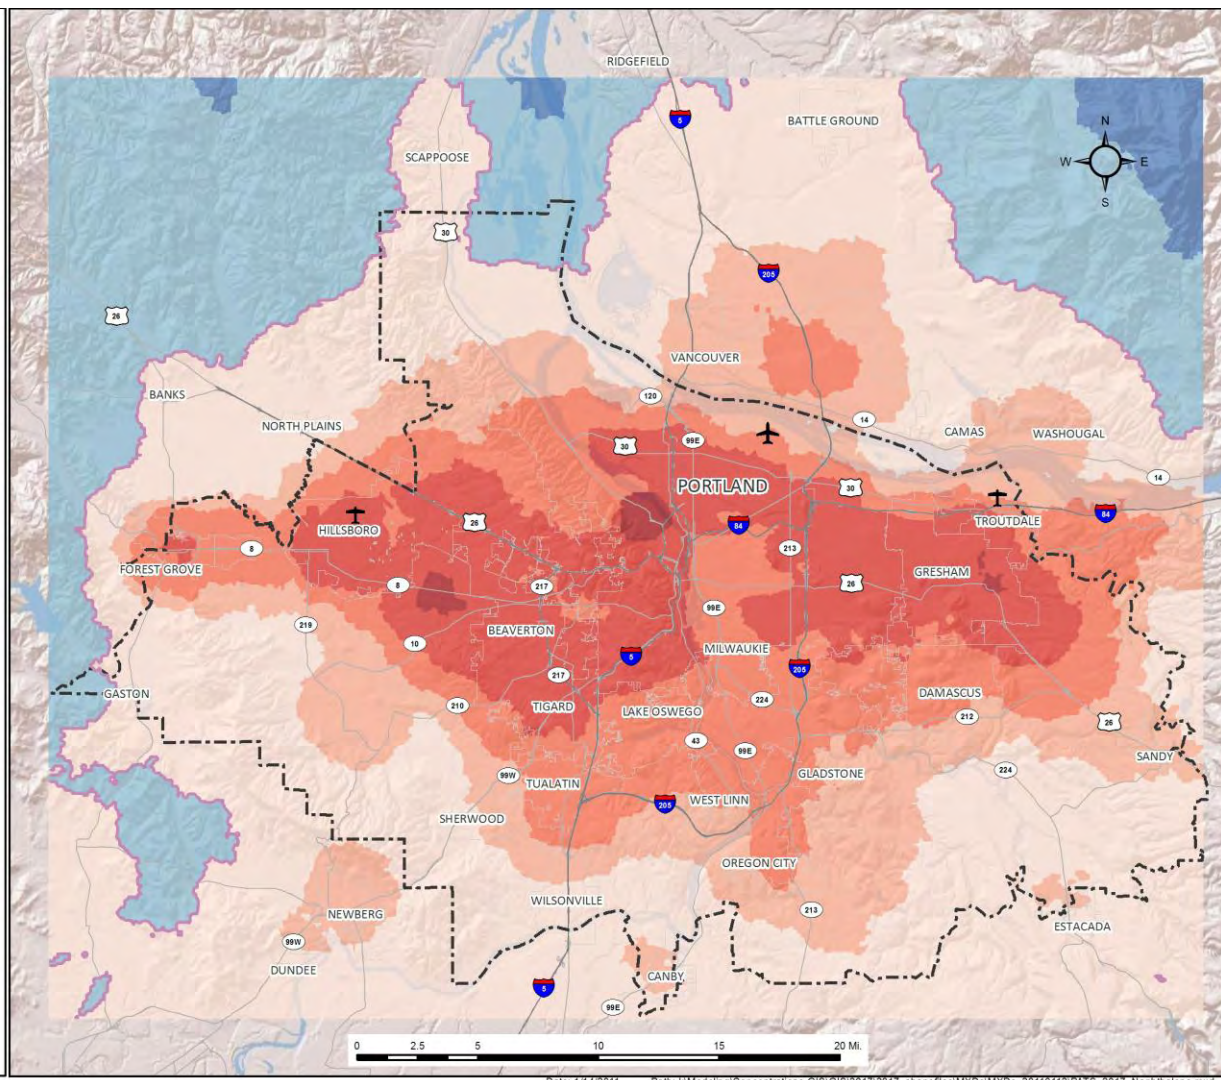 RIDGEFIELD
5
BATTLE GROUND
N
W
E
S
SCAPPOOSE
30
205
26
VANCOUVER
BANKS
120
14
NORTH PLAINS
99E
CAMAS
WASHOUGAL
30
14
PORTLAND
30
26
84
TROUTDALE
84
HILLSBORO
8
FOREST GROVE
213
GRESHAM
8
217
26
99E
219
BEAVERTON
10
MILWAUKIE
5
205
217
GASTON
DAMASCUS
210
TIGARD
LAKE OSWEGO
224
212
26
43
99E
SANDY
99W
TUALATIN
GLADSTONE
224
205
WEST LINN
SHERWOOD
OREGON CITY
WILSONVILLE
NEWBERG
213
ESTACADA
99W
DUNDEE
CANBY
5
99E
0
2.5
5
10
15
20 Mi.